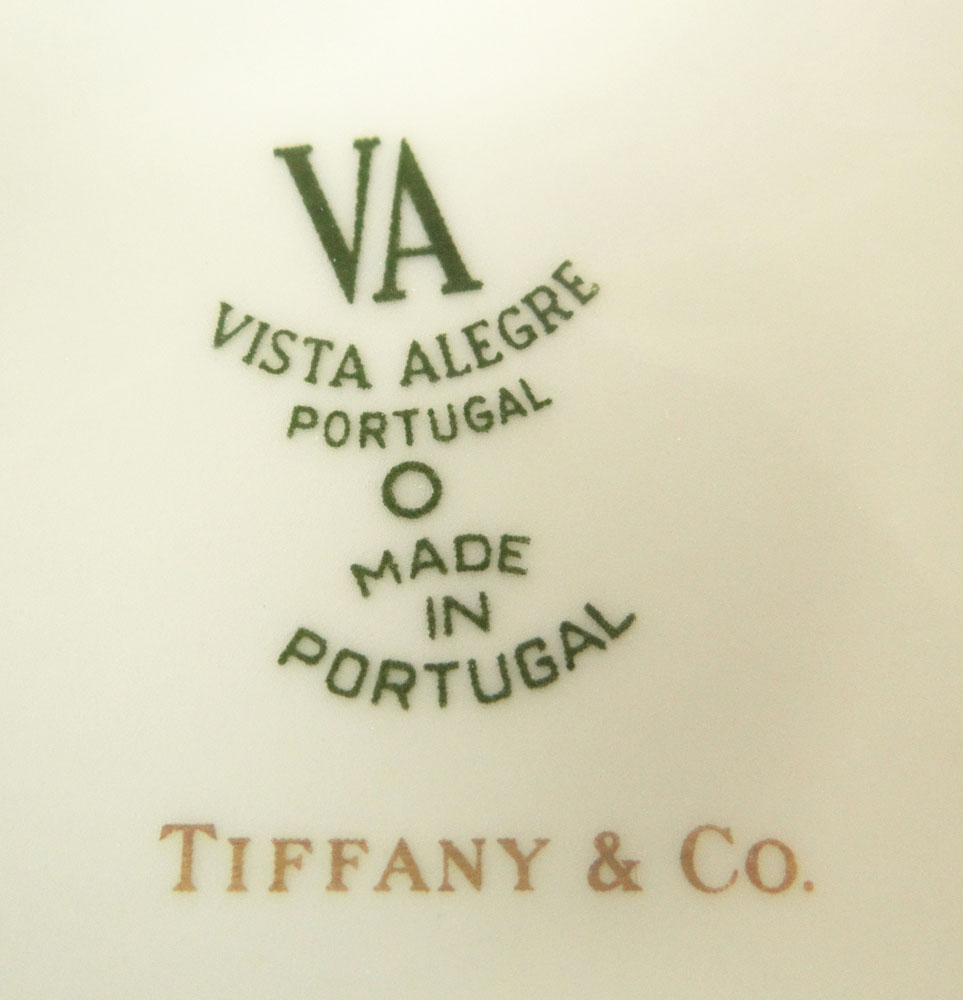 VA
VISTA ALEGRE
PORTUGAL
O
MADE
IN
PORTUGAL
TIFFANY & CO.